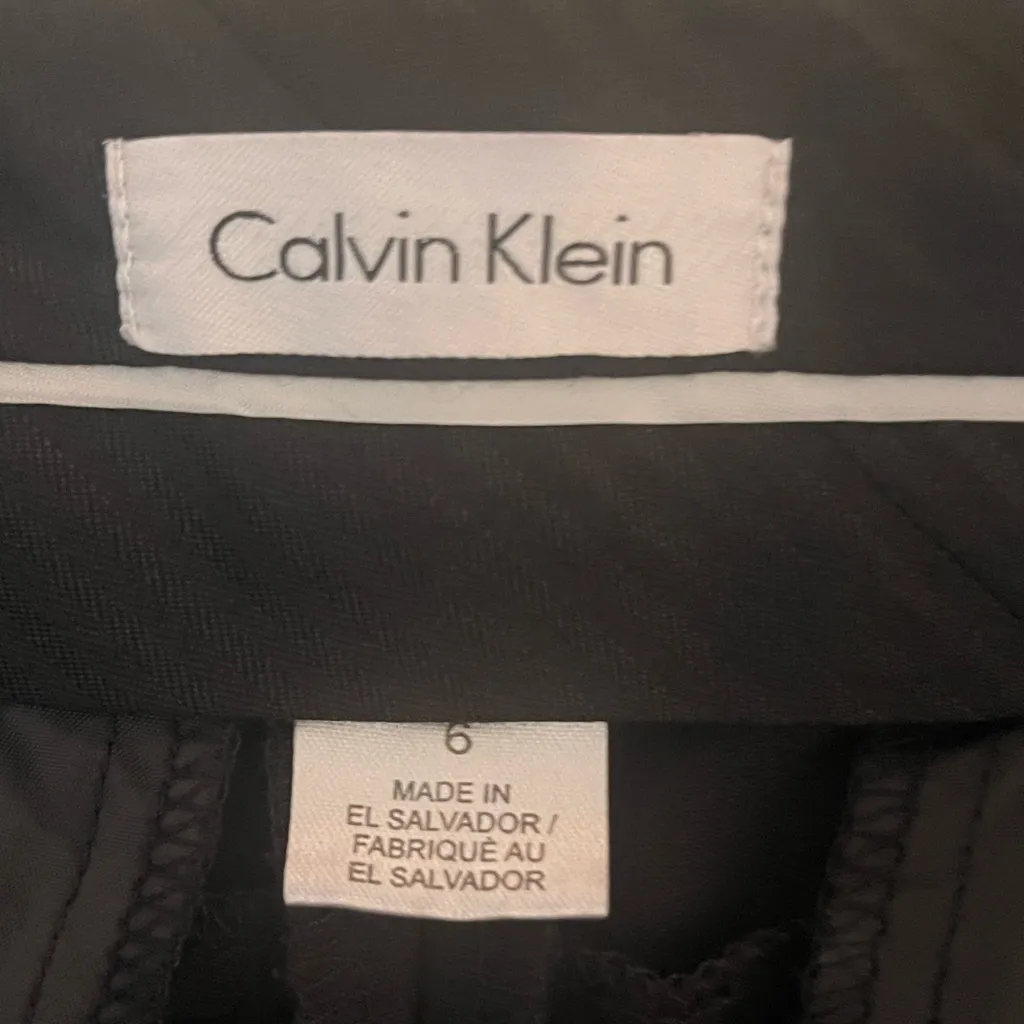 Calvin Klein
6
MADE IN
EL SALVADOR /
FABRIQUÈ AU
EL SALVADOR